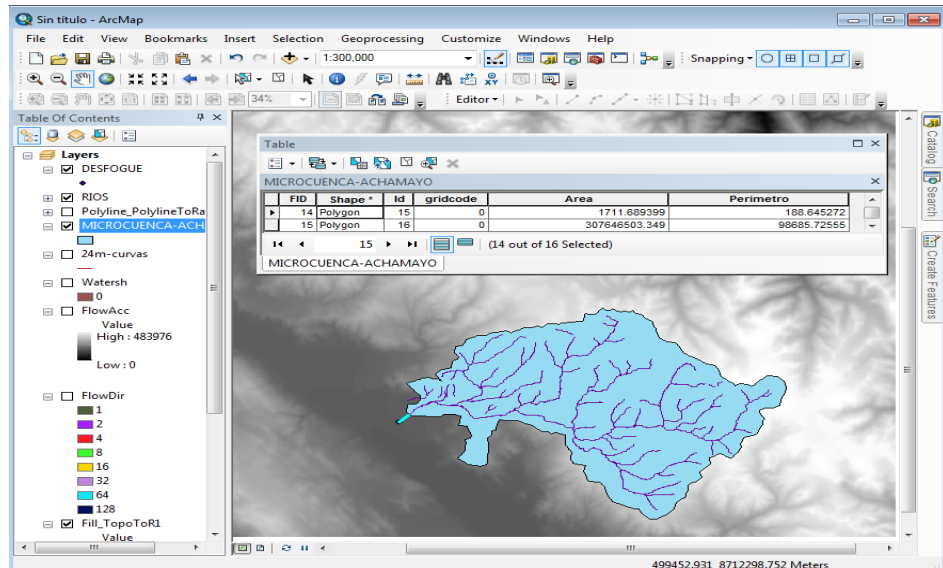 Sin título - ArcMap
File Edit View Bookmarks Insert Selection Geoprocessing Customize Windows Help
1:300,000
Snapping
34%
Editor
Table Of Contents
Layers
DESFOGUE
RIOS
Polyline_PolylineToRa
MICROCUENCA-ACH
24m-curvas
Watersh
0
FlowAcc
Value
High : 483976
Low : 0
FlowDir
1
2
4
8
16
32
64
128
Fill_TopoToR1
Value
Table
MICROCUENCA-ACHAMAYO
FID Shape * Id gridcode Area Perimetro
14 Polygon 15 0 1711.689399 188.645272
15 Polygon 16 0 307646503.349 98685.72555
15 (14 out of 16 Selected)
MICROCUENCA-ACHAMAYO
Catalog
Search
Create Features
499452.931 8712298.752 Meters